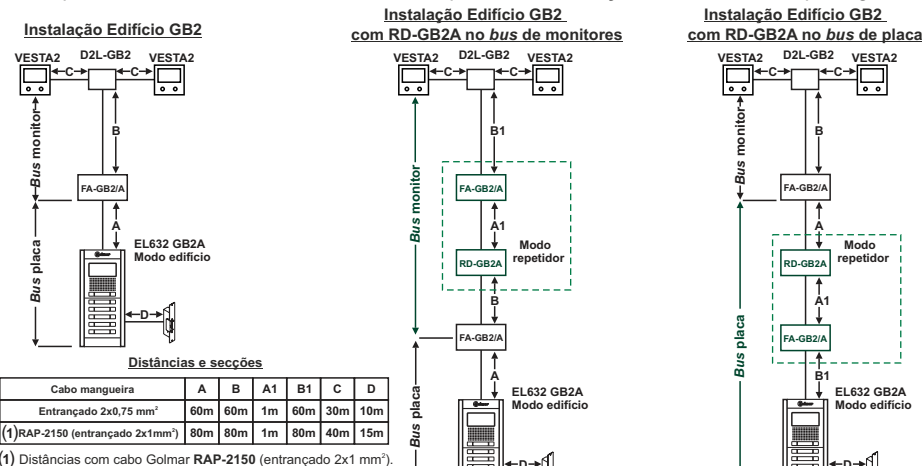 Instalação Edifício GB2
VESTA2 D2L-GB2 VESTA2
C C
Bus monitor
B
FA-GB2/A
A
Bus placa
EL632 GB2A
Modo edifício
D
Distâncias e secções
Cabo mangueira A B A1 B1 C D
Entrançado 2x0,75 mm² 60m 60m 1m 60m 30m 10m
(1)RAP-2150 (entrançado 2x1mm²) 80m 80m 1m 80m 40m 15m
(1) Distâncias com cabo Golmar RAP-2150 (entrançado 2x1 mm²).
Instalação Edifício GB2
com RD-GB2A no bus de monitores
VESTA2 D2L-GB2 VESTA2
C C
B1
Bus monitor
FA-GB2/A
A1
RD-GB2A
Modo
repetidor
B
FA-GB2/A
A
Bus placa
EL632 GB2A
Modo edifício
D
Instalação Edifício GB2
com RD-GB2A no bus de placa
VESTA2 D2L-GB2 VESTA2
C C
Bus monitor
B
FA-GB2/A
A
RD-GB2A
Modo
repetidor
A1
Bus placa
FA-GB2/A
B1
EL632 GB2A
Modo edifício
D